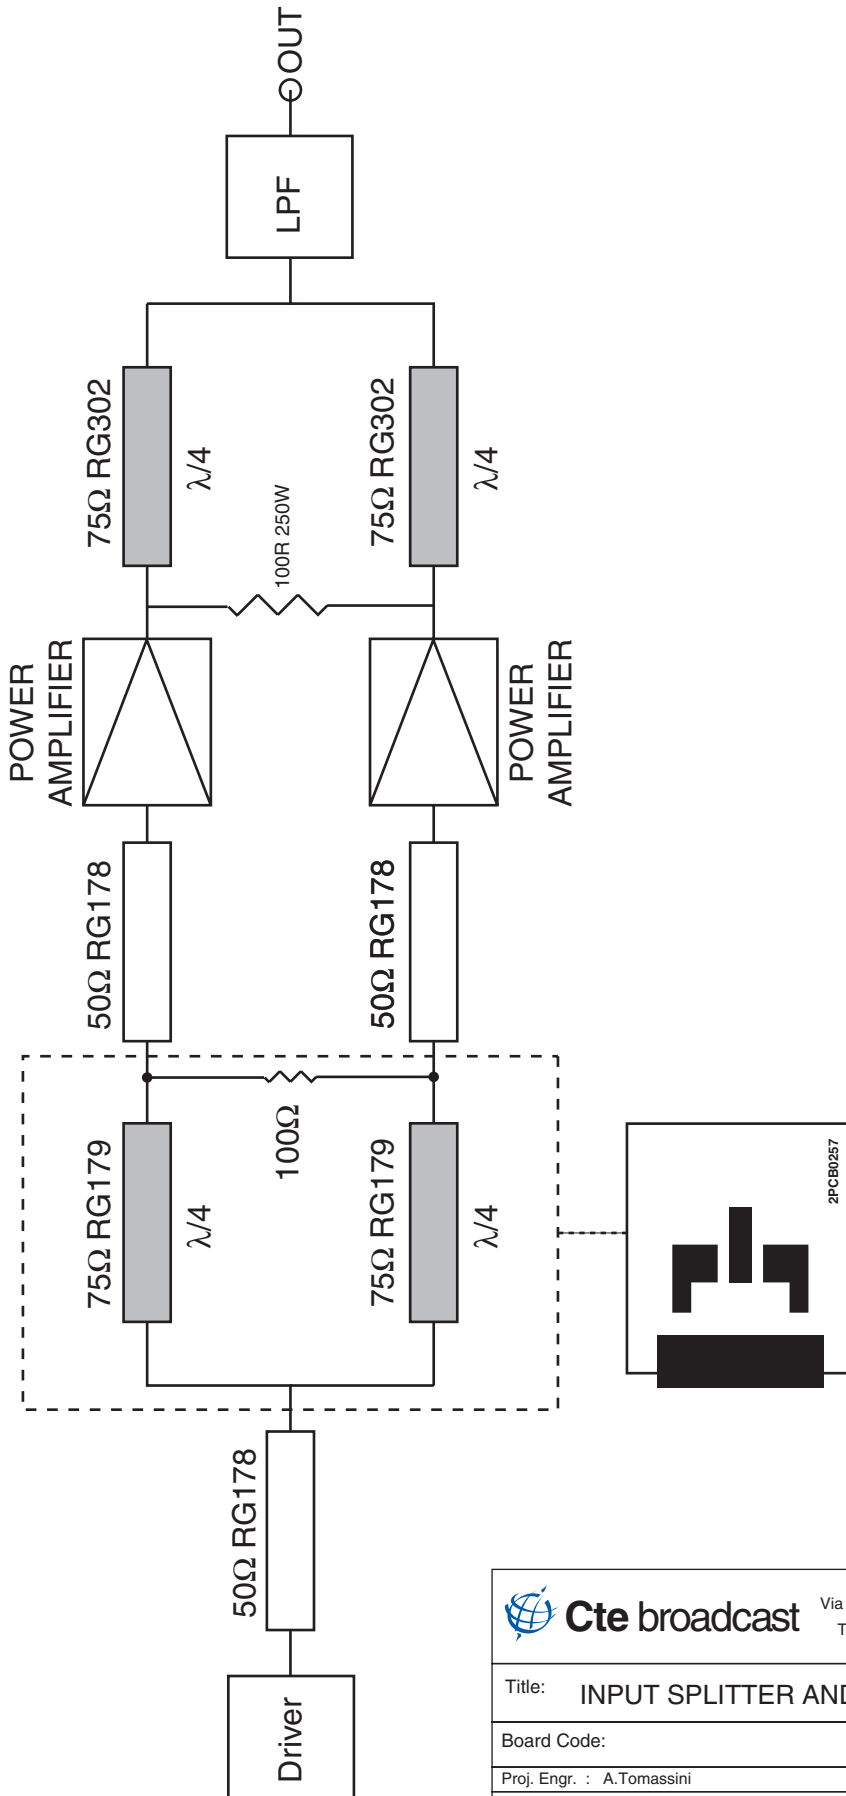 OUT
LPF
75Ω RG302
λ/4
75Ω RG302
λ/4
100R 250W
POWER
AMPLIFIER
POWER
AMPLIFIER
50Ω RG178
50Ω RG178
75Ω RG179
λ/4
100Ω
75Ω RG179
λ/4
2PCB0257
50Ω RG178
Driver
Cte broadcast
Via
T
Title: INPUT SPLITTER AND
Board Code:
Proj. Engr. : A.Tomassini